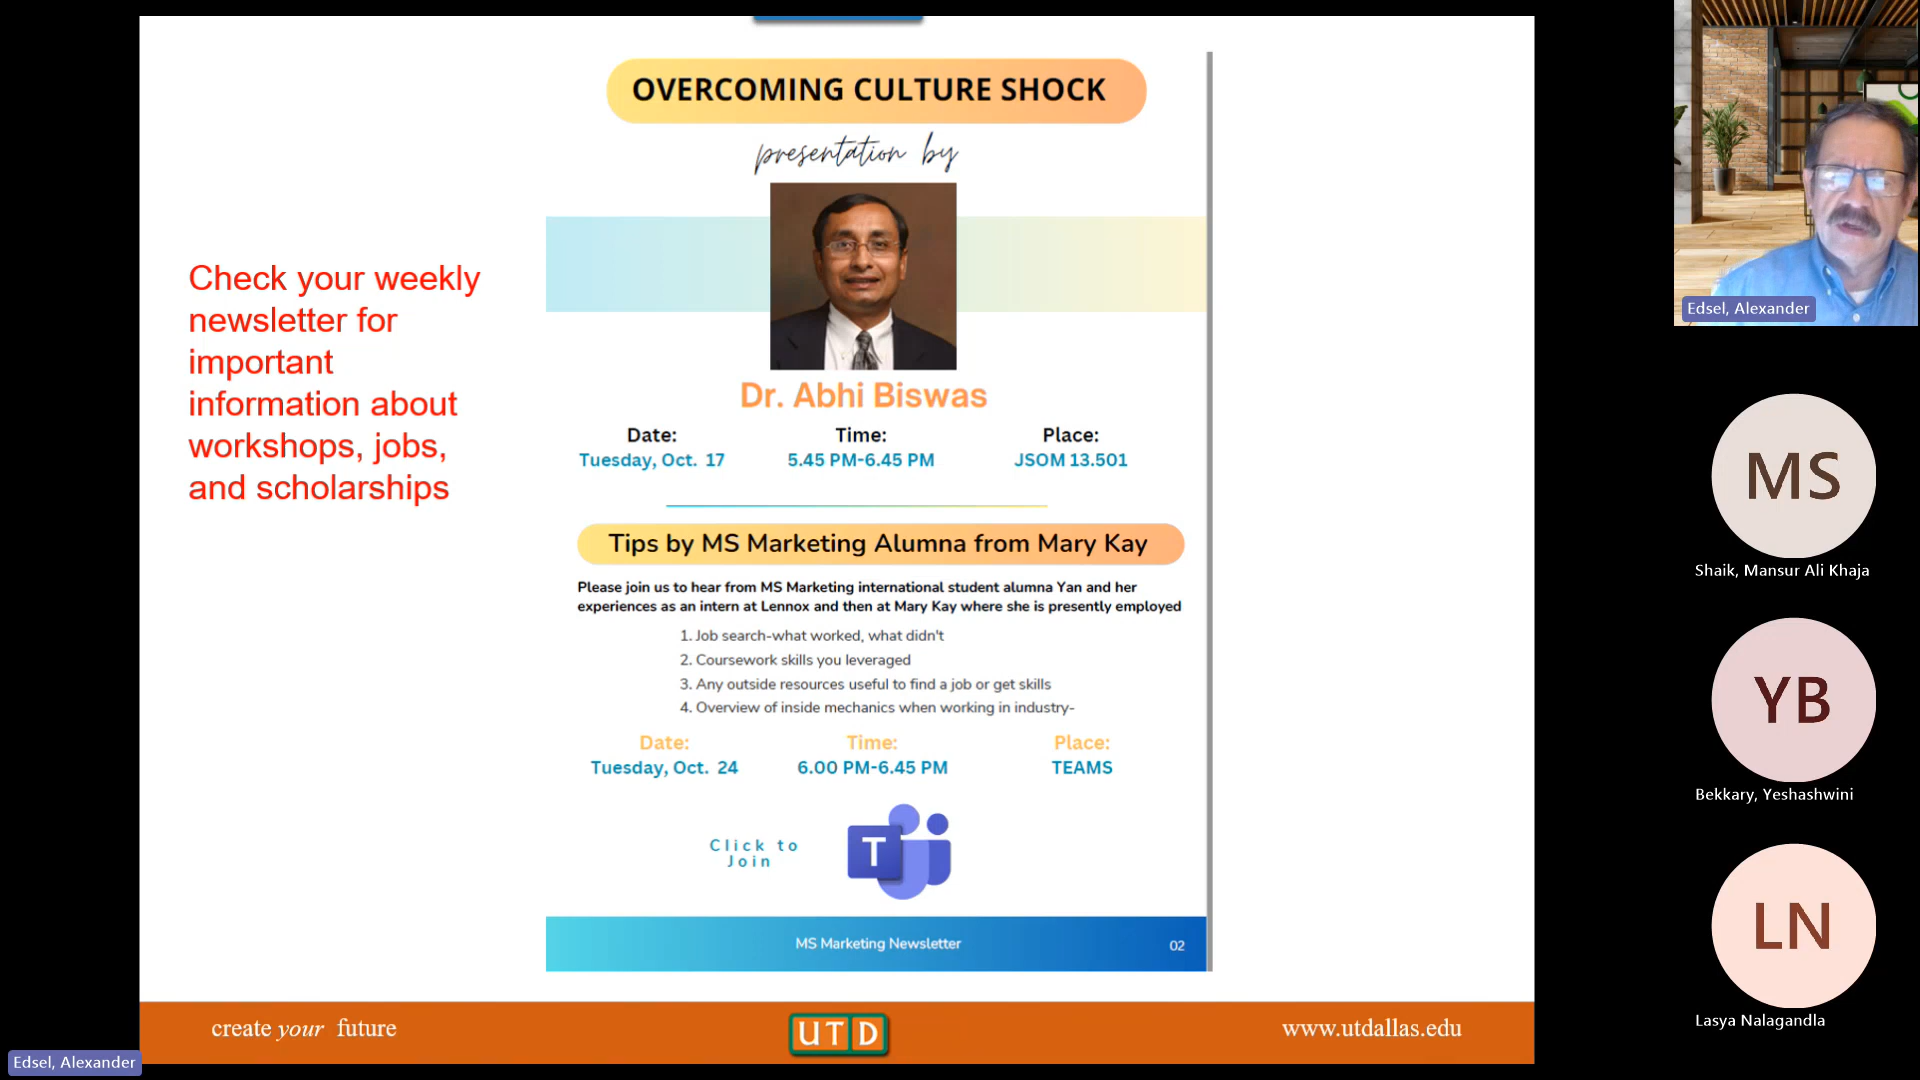 OVERCOMING CULTURE SHOCK
presentation by
Dr. Abhi Biswas
Date: Time: Place:
Tuesday, Oct. 17 5.45 PM-6.45 PM JSOM 13.501
Check your weekly
newsletter for
important
information about
workshops, jobs,
and scholarships
Tips by MS Marketing Alumna from Mary Kay
Please join us to hear from MS Marketing international student alumna Yan and her
experiences as an intern at Lennox and then at Mary Kay where she is presently employed
1. Job search-what worked, what didn't
2. Coursework skills you leveraged
3. Any outside resources useful to find a job or get skills
4. Overview of inside mechanics when working in industry-
Date: Time: Place:
Tuesday, Oct. 24 6.00 PM-6.45 PM TEAMS
Click to
Join
T
MS Marketing Newsletter 02
create your future
UTD
www.utdallas.edu
Edsel, Alexander
Edsel, Alexander
MS
Shaik, Mansur Ali Khaja
YB
Bekkary, Yeshashwini
LN
Lasya Nalagandla